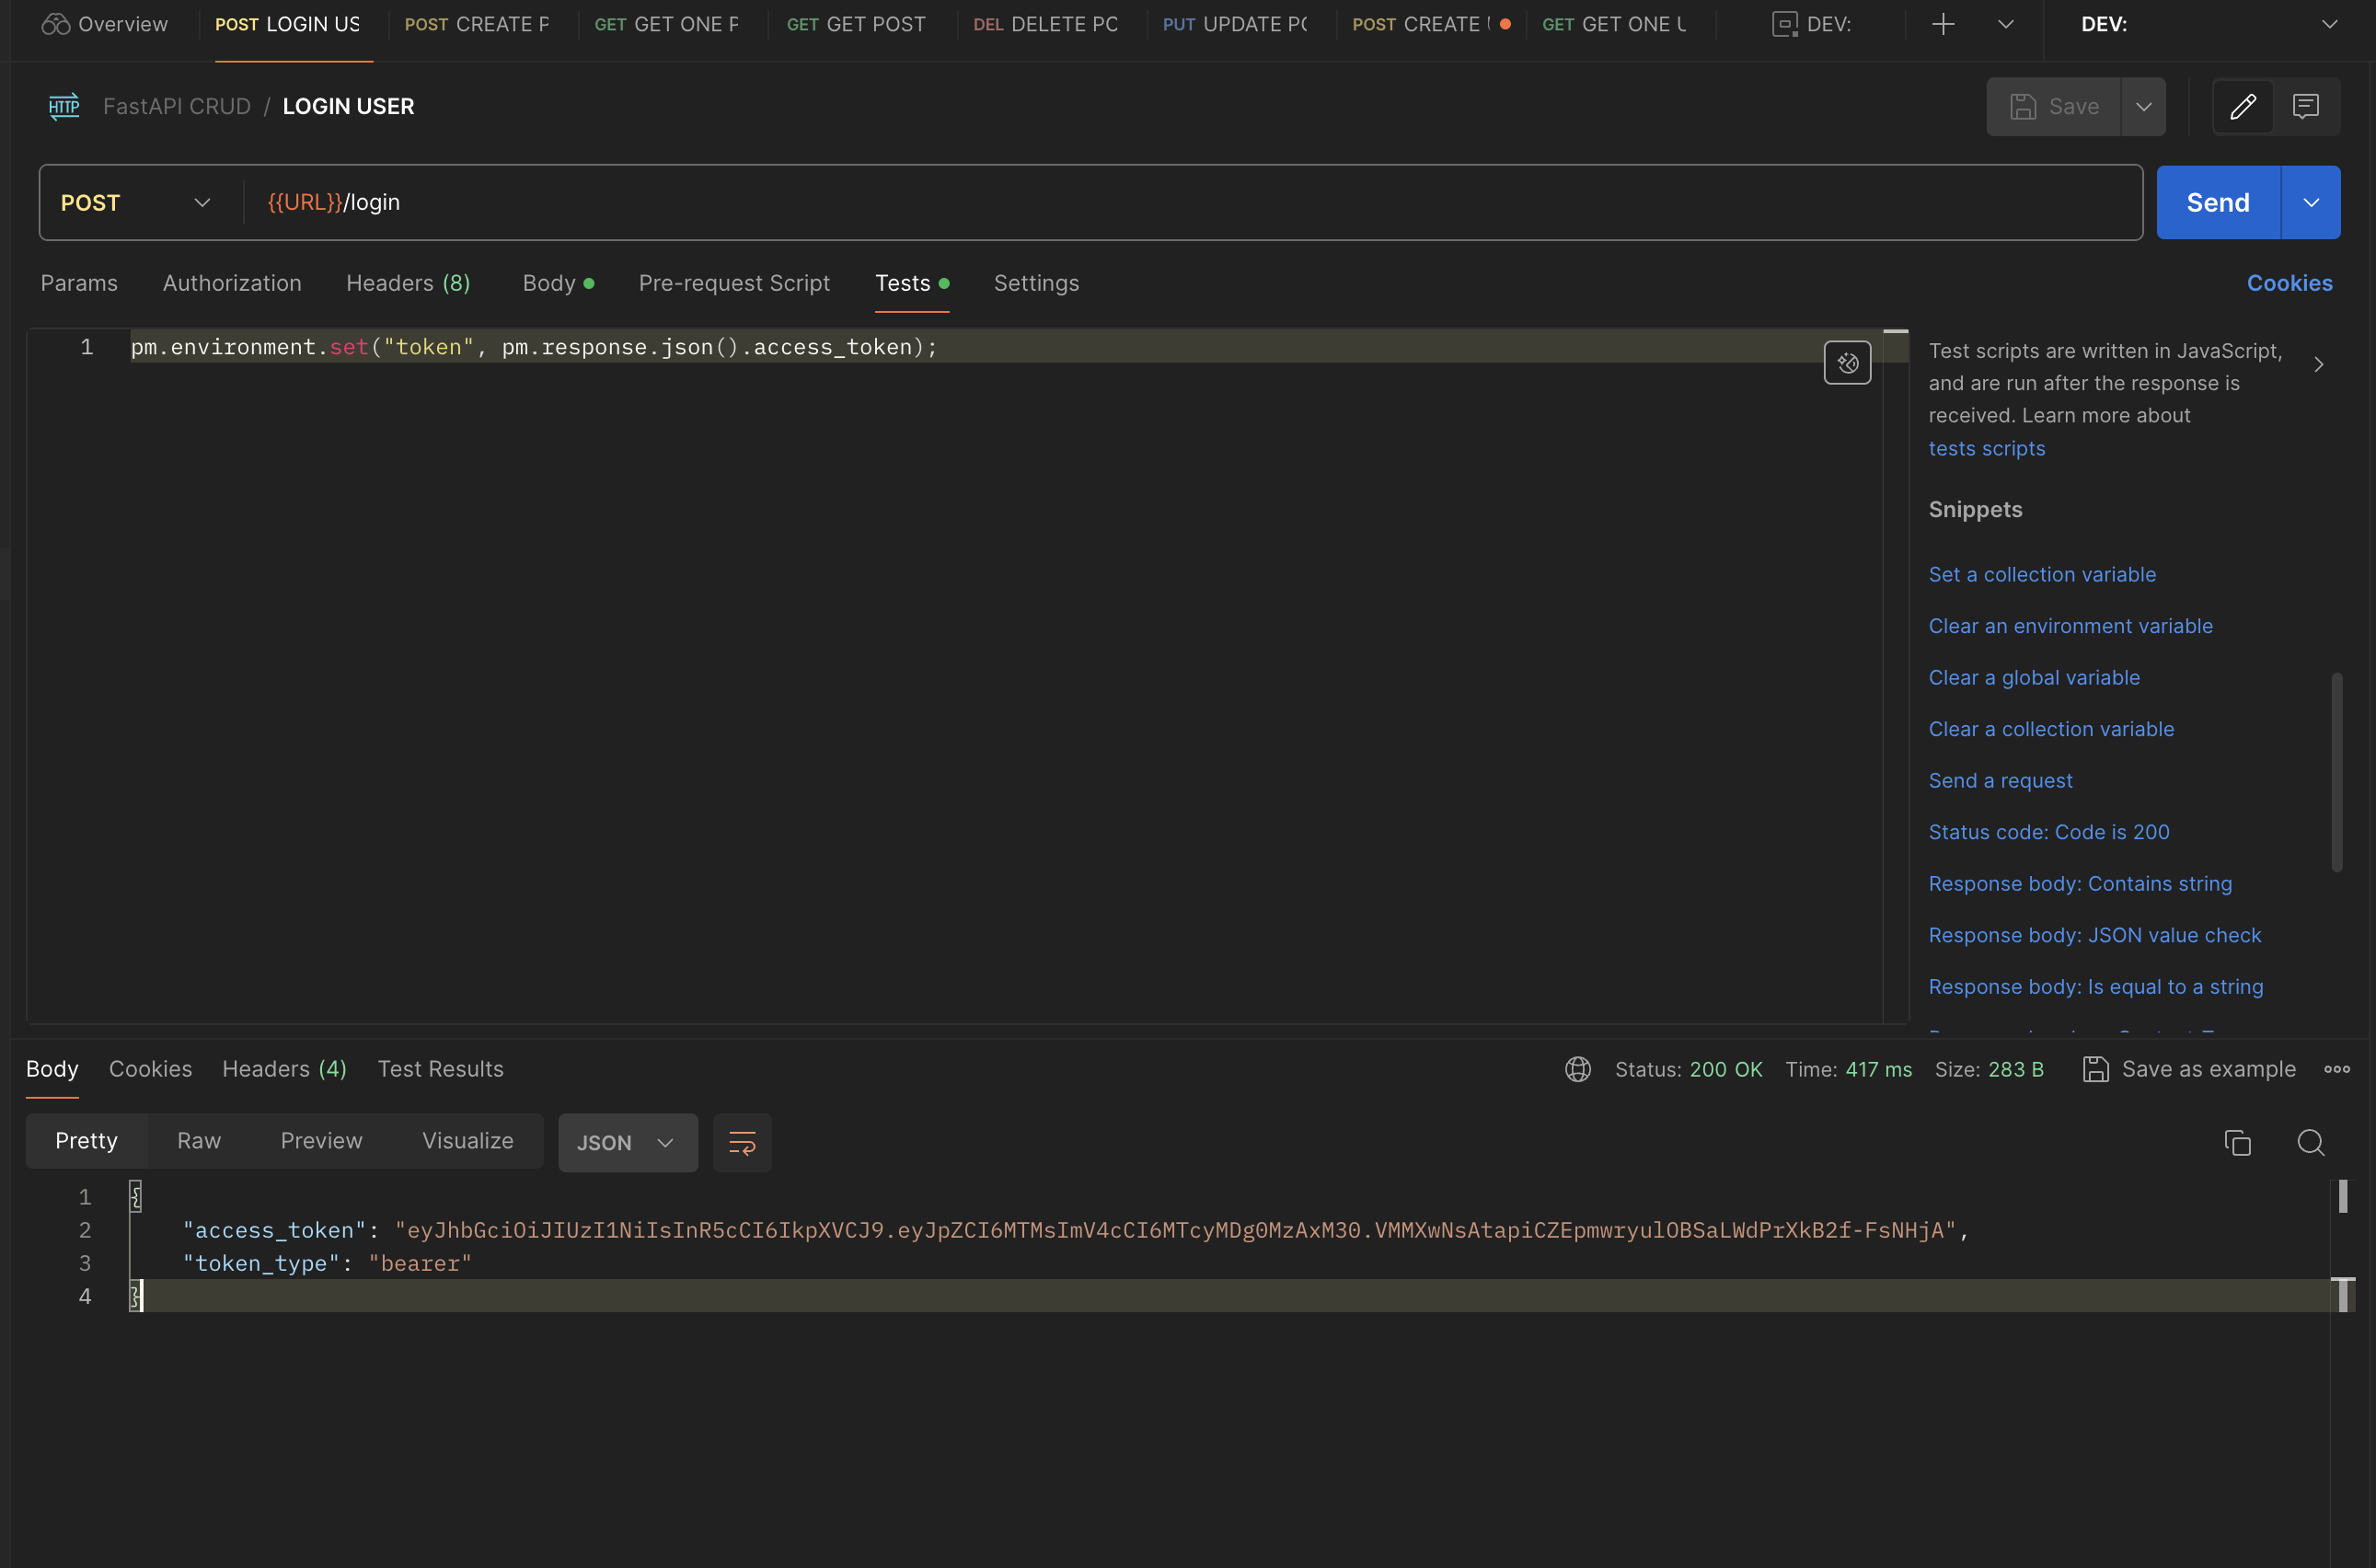 Overview
POST LOGIN US
POST CREATE P
GET GET ONE P
GET GET POST
DEL DELETE PO
PUT UPDATE PO
POST CREATE
GET GET ONE U
DEV:
DEV:
HTTP FastAPI CRUD / LOGIN USER
Save
POST {{URL}}/login
Send
Params Authorization Headers (8) Body Pre-request Script Tests Settings
Cookies
1 pm.environment.set("token", pm.response.json().access_token);
Test scripts are written in JavaScript,
and are run after the response is
received. Learn more about
tests scripts
Snippets
Set a collection variable
Clear an environment variable
Clear a global variable
Clear a collection variable
Send a request
Status code: Code is 200
Response body: Contains string
Response body: JSON value check
Response body: Is equal to a string
Body Cookies Headers (4) Test Results
Status: 200 OK Time: 417 ms Size: 283 B Save as example
Pretty Raw Preview Visualize JSON
1 {
2 "access_token": "eyJhbGciOiJIUzI1NiIsInR5cCI6IkpXVCJ9.eyJpZCI6MTMsImV4cCI6MTcyMDg0MzAxM30.VMMXwNsAtapiCZEpmwryulOBSaLWdPrXkB2f-FsNHjA",
3 "token_type": "bearer"
4 }